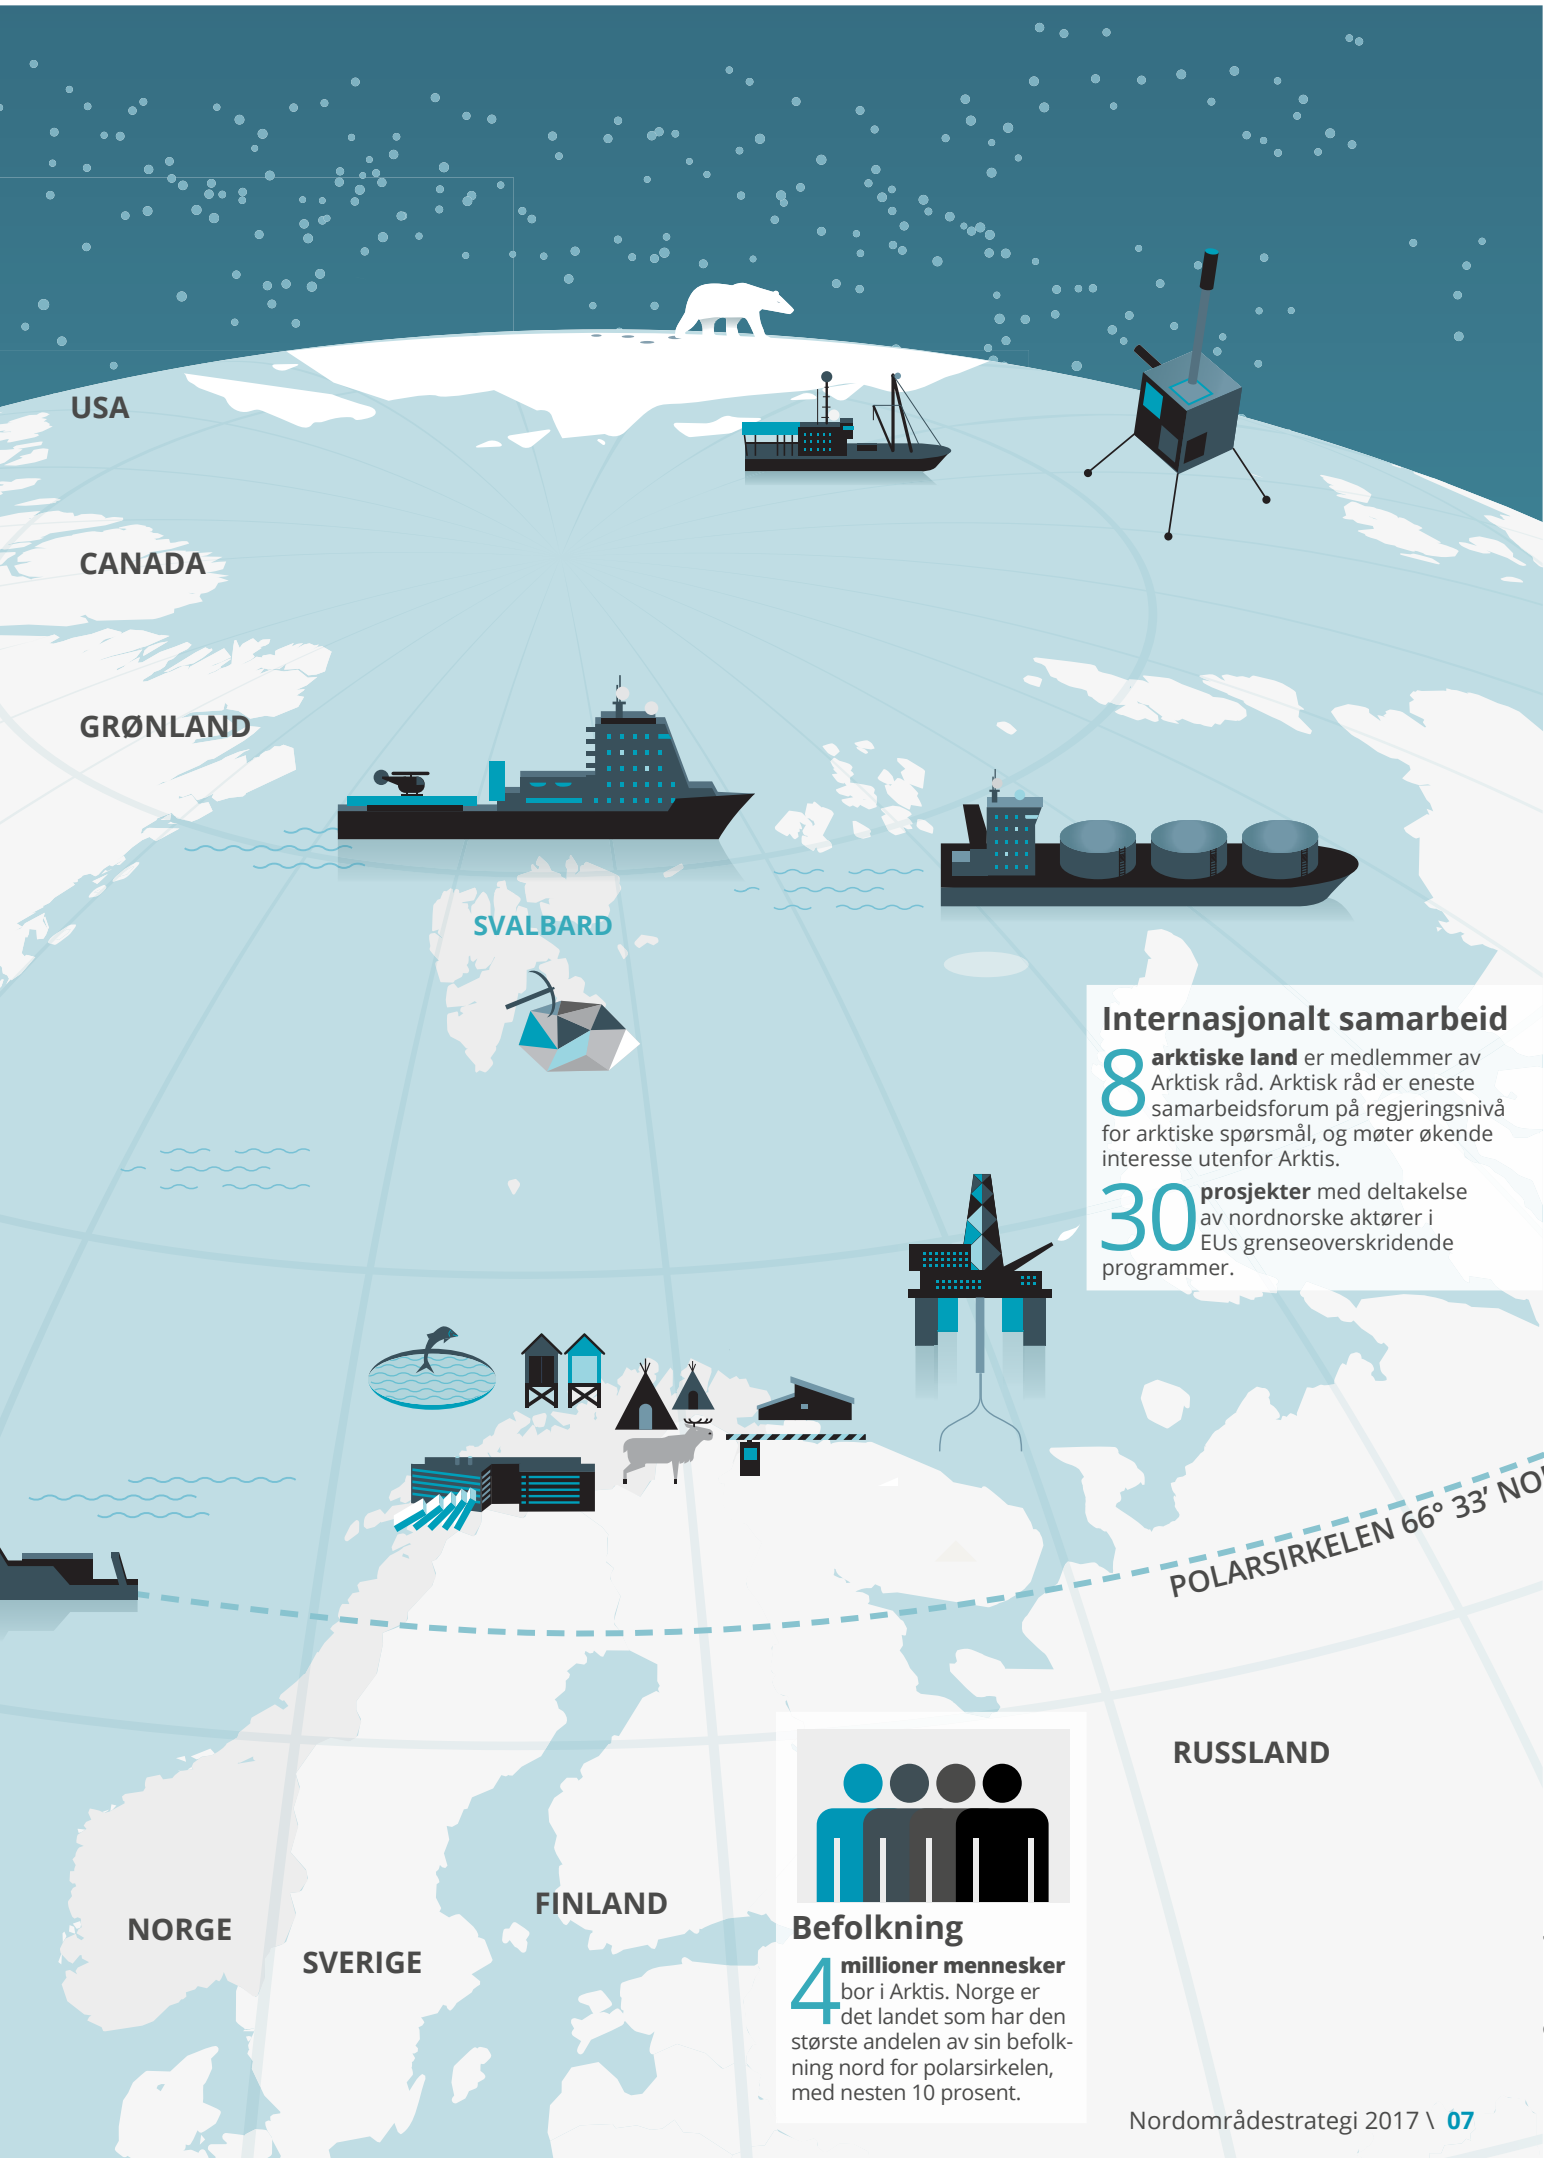 USA
CANADA
GRØNLAND
SVALBARD
Internasjonalt samarbeid
8 arktiske land er medlemmer av
Arktisk råd. Arktisk råd er eneste
samarbeidsforum på regjeringsnivå
for arktiske spørsmål, og møter økende
interesse utenfor Arktis.
30 prosjekter med deltakelse
av nordnorske aktører i
EUs grenseoverskridende
programmer.
POLARSIRKELEN 66° 33′
RUSSLAND
FINLAND
NORGE
SVERIGE
Befolkning
4 millioner mennesker
bor i Arktis. Norge er
det landet som har den
største andelen av sin befolk-
ning nord for polarsirkelen,
med nesten 10 prosent.
Nordområdestrategi 2017 \ 07